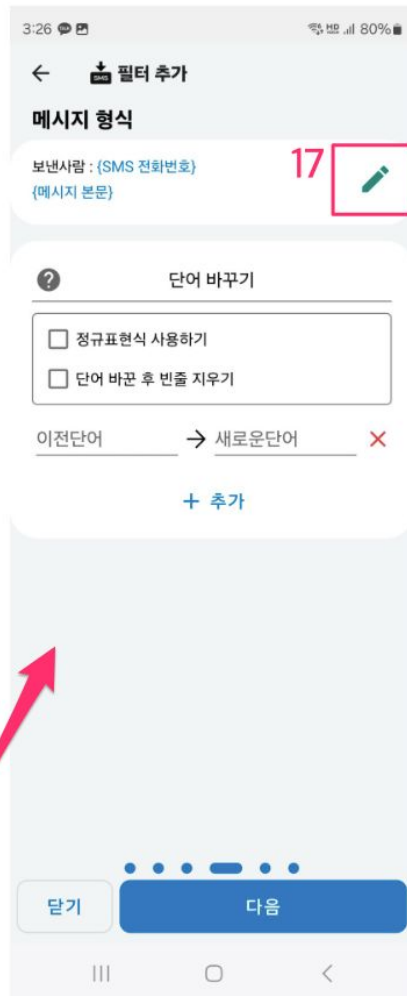 3:26 80%
SMS 필터 추가
메시지 형식
보낸사람 : {SMS 전화번호}
{메시지 본문}
17
단어 바꾸기
정규표현식 사용하기
단어 바꾼 후 빈줄 지우기
이전단어 → 새로운단어
+ 추가
닫기 다음